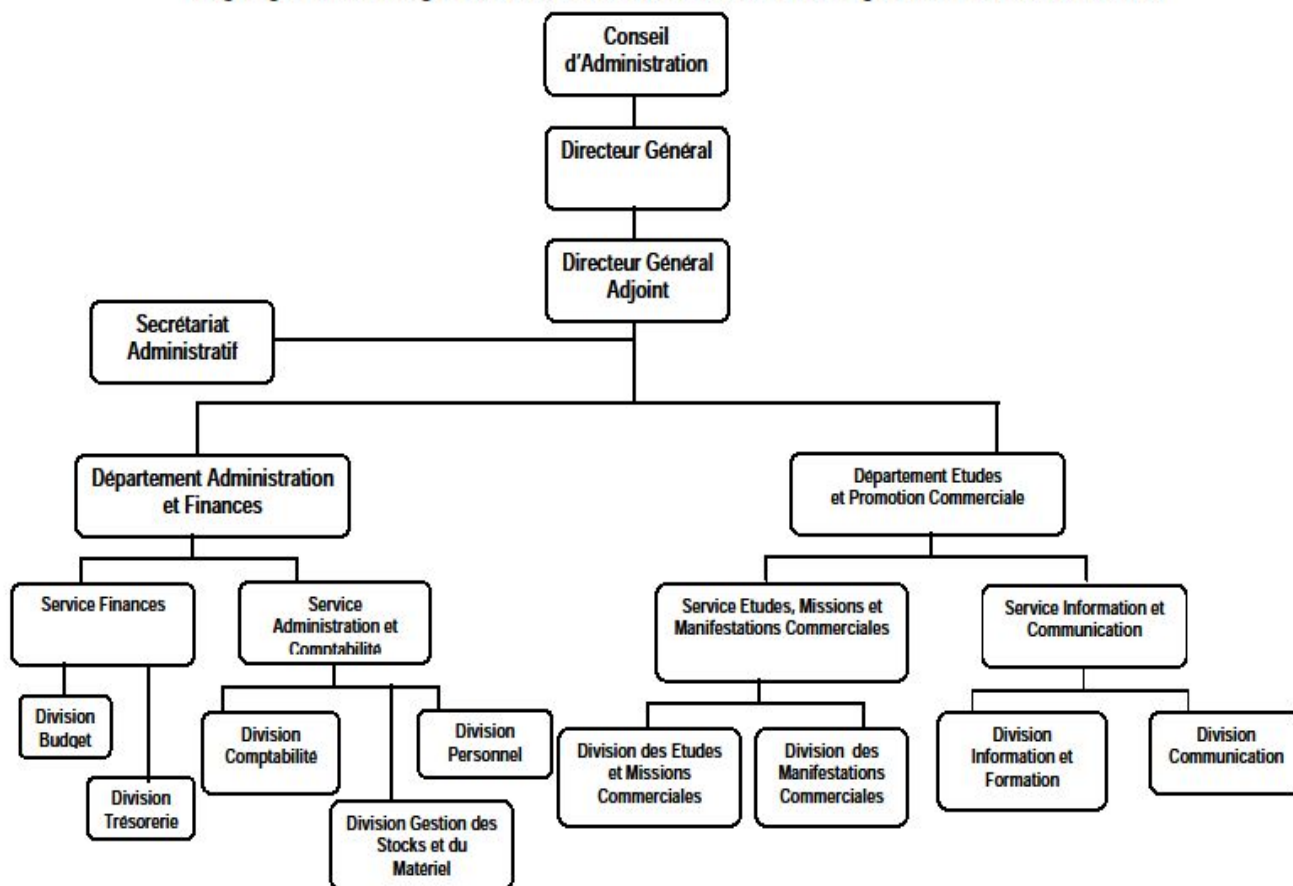 Conseil
d'Administration
Directeur Général
Directeur Général
Adjoint
Secrétariat
Administratif
Département Administration
et Finances
Département Etudes
et Promotion Commerciale
Service Finances
Service
Administration et
Comptabilité
Service Etudes, Missions et
Manifestations Commerciales
Service Information et
Communication
Division
Budget
Division
Trésorerie
Division
Comptabilité
Division Gestion des
Stocks et du
Matériel
Division
Personnel
Division des Etudes
et Missions
Commerciales
Division des
Manifestations
Commerciales
Division
Information et
Formation
Division
Communication